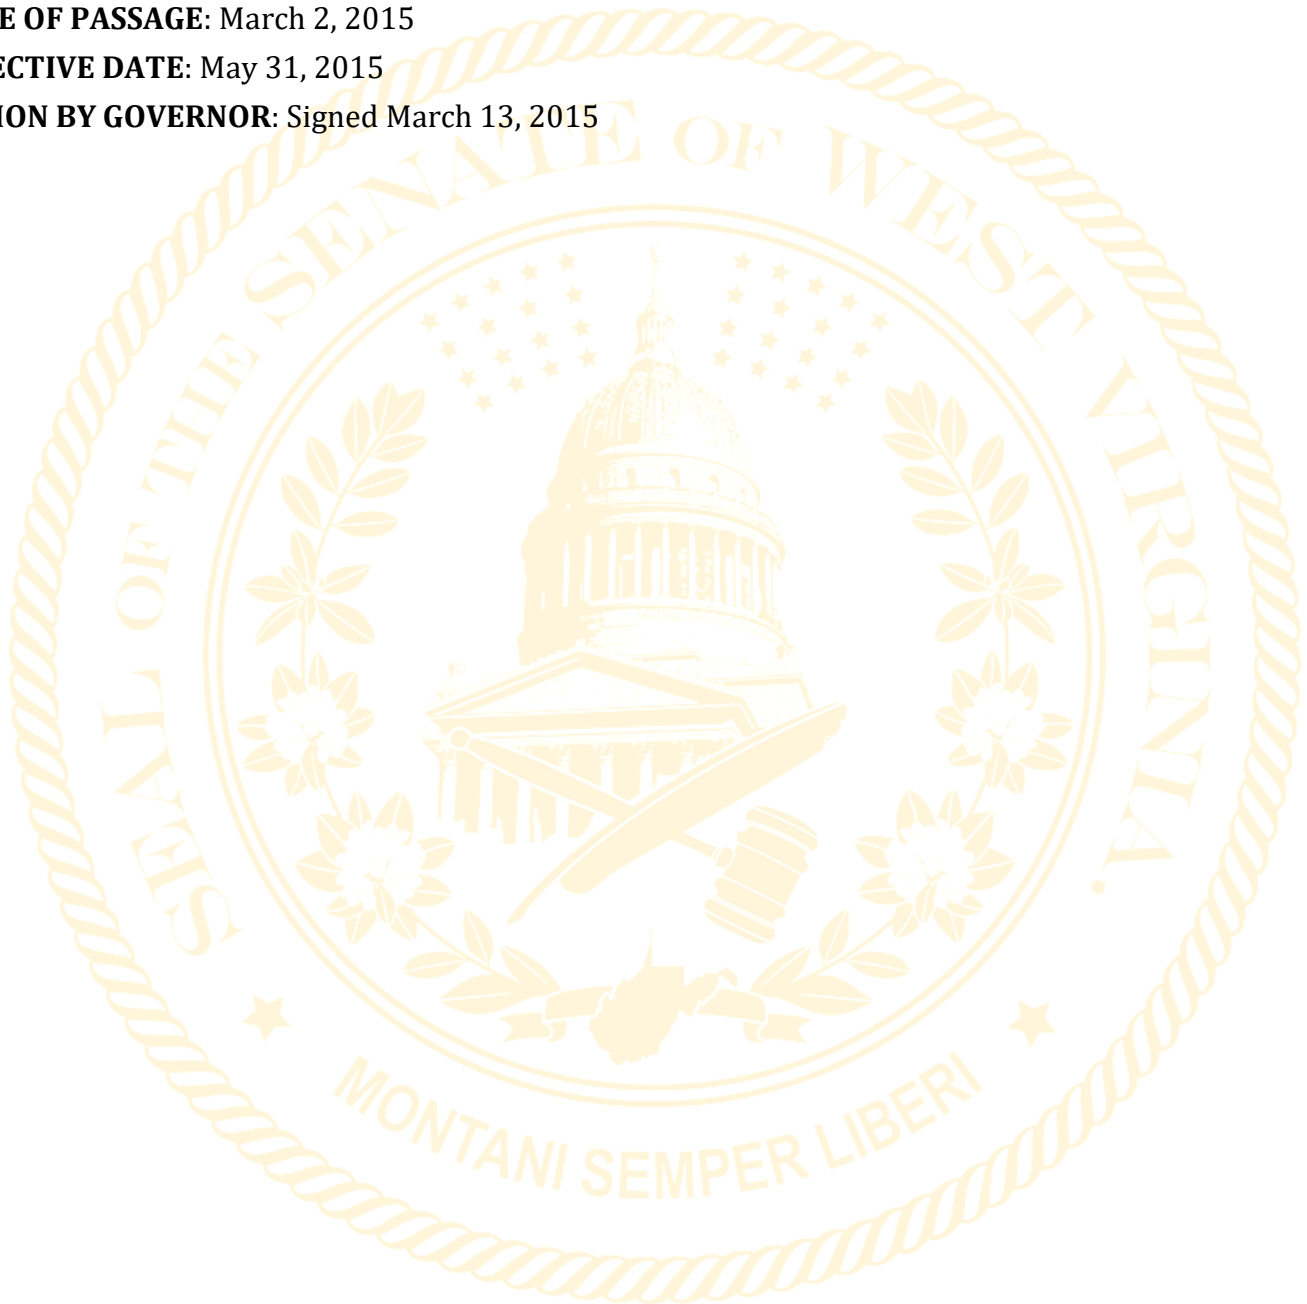 E OF PASSAGE: March 2, 2015
ECTIVE DATE: May 31, 2015
ION BY GOVERNOR: Signed March 13, 2015
SEAL OF THE SENATE OF WEST VIRGINIA.
MONTANI SEMPER LIBERI